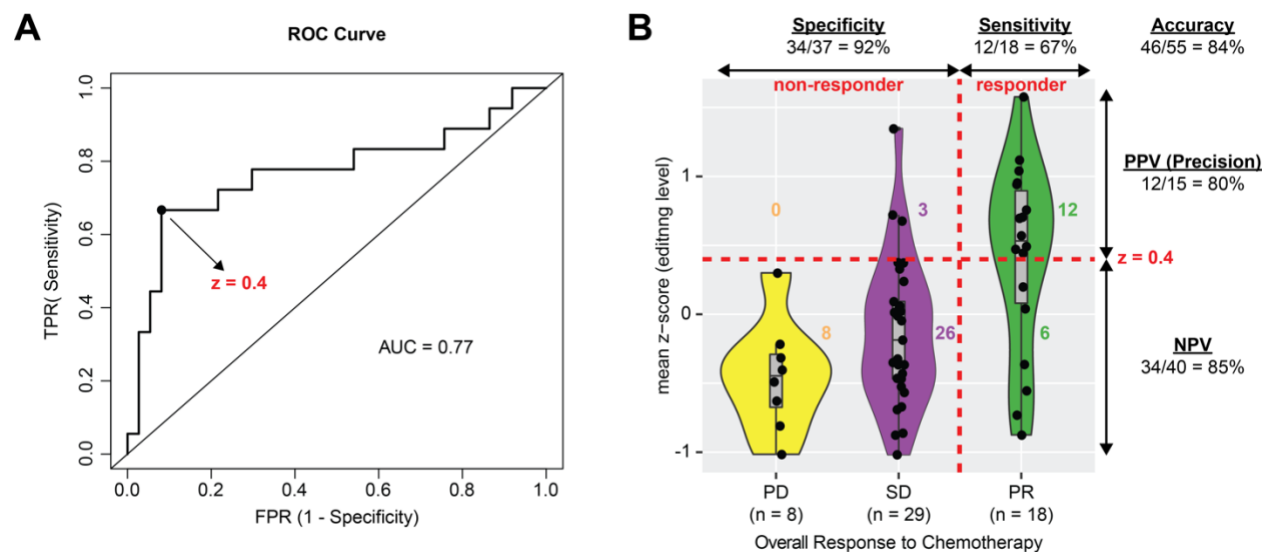 A
ROC Curve
TPR( Sensitivity)
1.0
0.8
0.6
0.4
0.2
0.0
z = 0.4
AUC = 0.77
0.0 0.2 0.4 0.6 0.8 1.0
FPR (1 - Specificity)
B
Specificity
34/37 = 92%
Sensitivity
12/18 = 67%
Accuracy
46/55 = 84%
non-responder
responder
mean z-score (editnng level)
1
0
-1
0
3
12
8
26
6
PPV (Precision)
12/15 = 80%
z = 0.4
NPV
34/40 = 85%
PD
(n = 8)
SD
(n = 29)
PR
(n = 18)
Overall Response to Chemotherapy